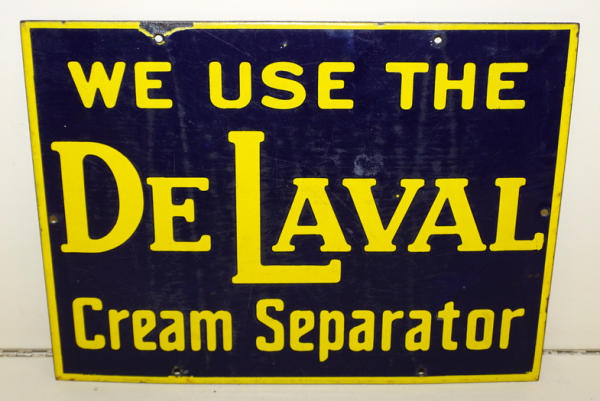 WE USE THE
DE LAVAL
Cream Separator